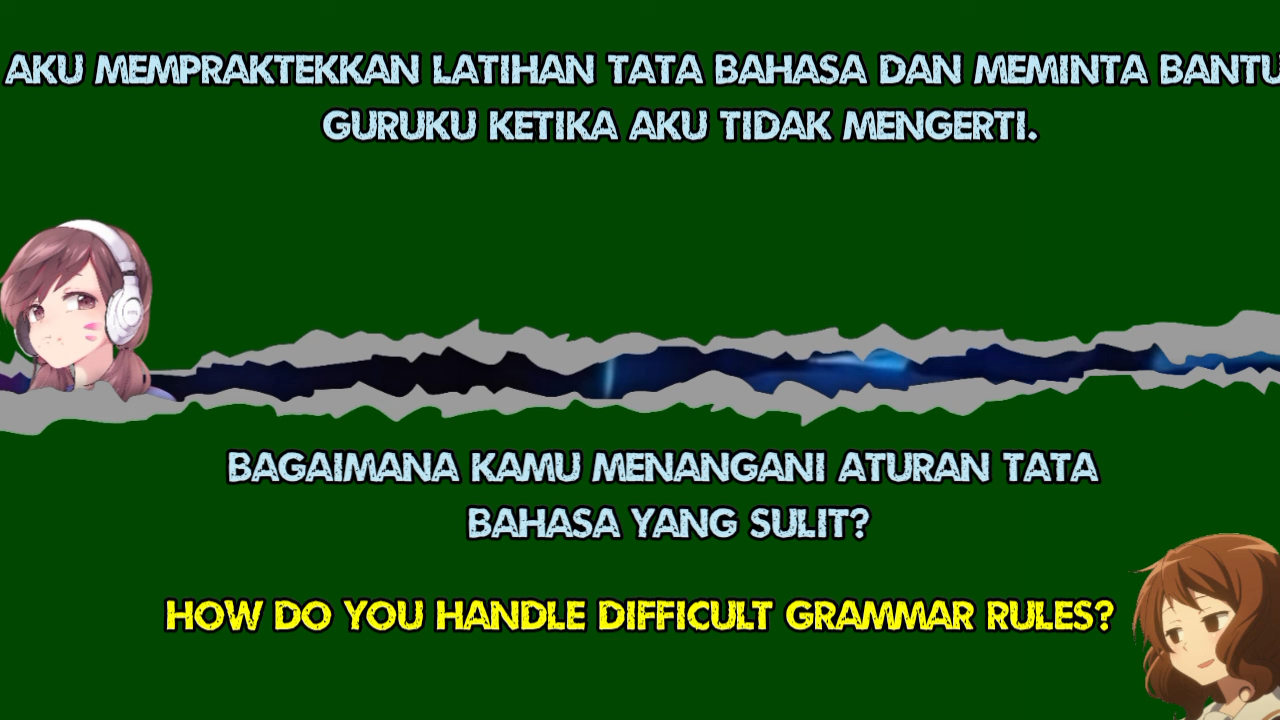 AKU MEMPRAKTEKKAN LATIHAN TATA BAHASA DAN MEMINTA BANTU
GURUKU KETIKA AKU TIDAK MENGERTI.
BAGAIMANA KAMU MENANGANI ATURAN TATA
BAHASA YANG SULIT?
HOW DO YOU HANDLE DIFFICULT GRAMMAR RULES?